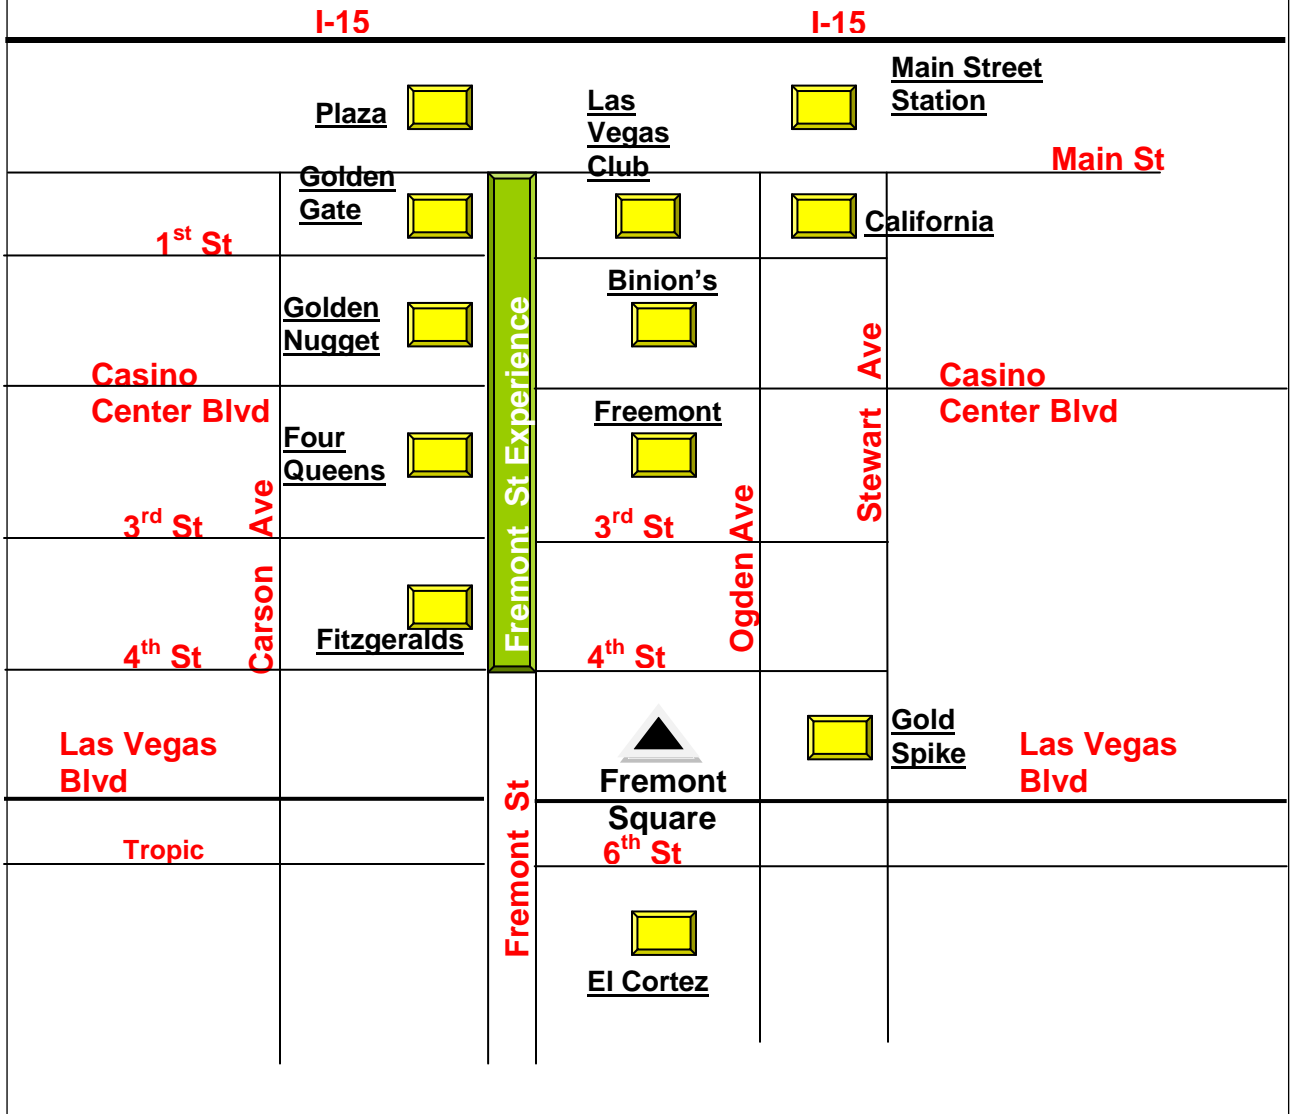 I-15
I-15
Main Street
Station
Plaza
Las
Vegas
Club
Main St
Golden
Gate
California
1st St
Binion's
Golden
Nugget
Fremont St Experience
Stewart Ave
Casino
Center Blvd
Casino
Center Blvd
Freemont
Four
Queens
Carson Ave
Ogden Ave
3rd St
3rd St
Fitzgeralds
4th St
4th St
Gold
Spike
Las Vegas
Blvd
Las Vegas
Blvd
Fremont
Square
Fremont St
Tropic
6th St
El Cortez